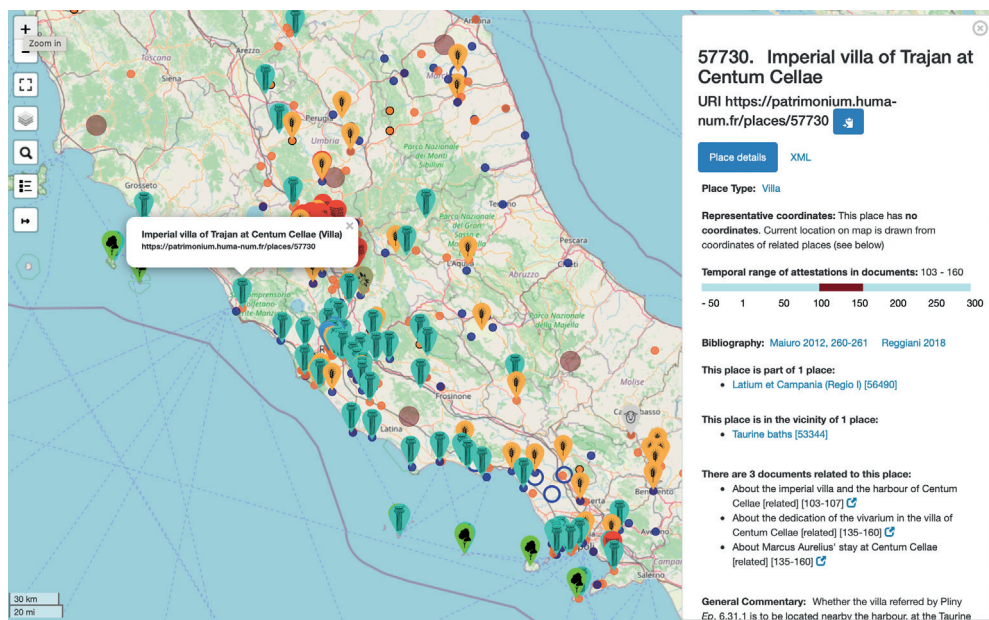 +
Zoom in
−
Toscana
Arezzo
Siena
Grosseto
Perugia
Umbria
Ancona
Parco Nazionale
dei Monti
Sibillini
Teramo
Parco Nazionale
del Gran
Sasso e
L'Aquila
Pescara
Chieti
Abruzzo
Parco Nazionale
della Majella
Molise
Frosinone
Latina
Salerno
Imperial villa of Trajan at Centum Cellae (Villa)
https://patrimonium.huma-num.fr/places/57730
×
30 km
20 mi
57730. Imperial villa of Trajan at
Centum Cellae
URI https://patrimonium.huma-
num.fr/places/57730
Place details XML
Place Type: Villa
Representative coordinates: This place has no
coordinates. Current location on map is drawn from
coordinates of related places (see below)
Temporal range of attestations in documents: 103 - 160
- 50 1 50 100 150 200 250 300
Bibliography: Maiuro 2012, 260-261 Reggiani 2018
This place is part of 1 place:
• Latium et Campania (Regio I) [56490]
This place is in the vicinity of 1 place:
• Taurine baths [53344]
There are 3 documents related to this place:
• About the imperial villa and the harbour of Centum
Cellae [related] [103-107]
• About the dedication of the vivarium in the villa of
Centum Cellae [related] [135-160]
• About Marcus Aurelius' stay at Centum Cellae
[related] [135-160]
General Commentary: Whether the villa referred by Pliny
Ep. 6.31.1 is to be located nearby the harbour, at the Taurine